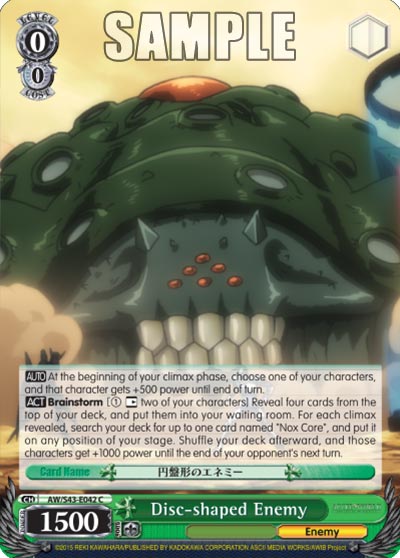 LEVEL
0
0
COST
SAMPLE
AUTO At the beginning of your climax phase, choose one of your characters,
and that character gets +500 power until end of turn.
ACT Brainstorm [① two of your characters] Reveal four cards from the
top of your deck, and put them into your waiting room. For each climax
revealed, search your deck for up to one card named "Nox Core", and put it
on any position of your stage. Shuffle your deck afterward, and those
characters get +1000 power until the end of your opponent's next turn.
Card Name 円盤形のエネミー
CH AW/S43-E042 C
1500
Disc-shaped Enemy
Enemy
©2015 REKI KAWAHARA/PUBLISHED BY KADOKAWA CORPORATION ASCII MEDIA WORKS/AWIB Project